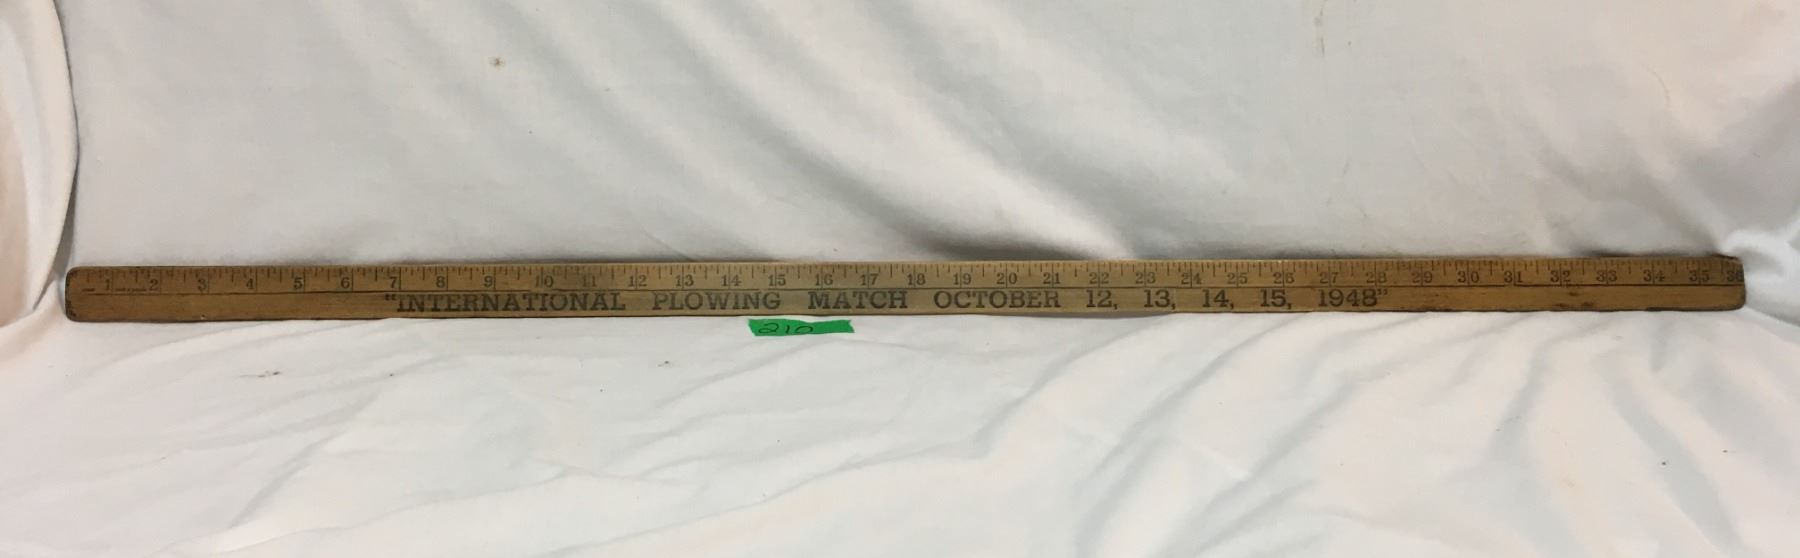 1 2 3 4 5 6 7 8 9 10 11 12 13 14 15 16 17 18 19 20 21 22 23 24 25 26 27 28 29 30 31 32 33 34 35 36
"INTERNATIONAL PLOWING MATCH OCTOBER 12, 13, 14, 15, 1948"
210